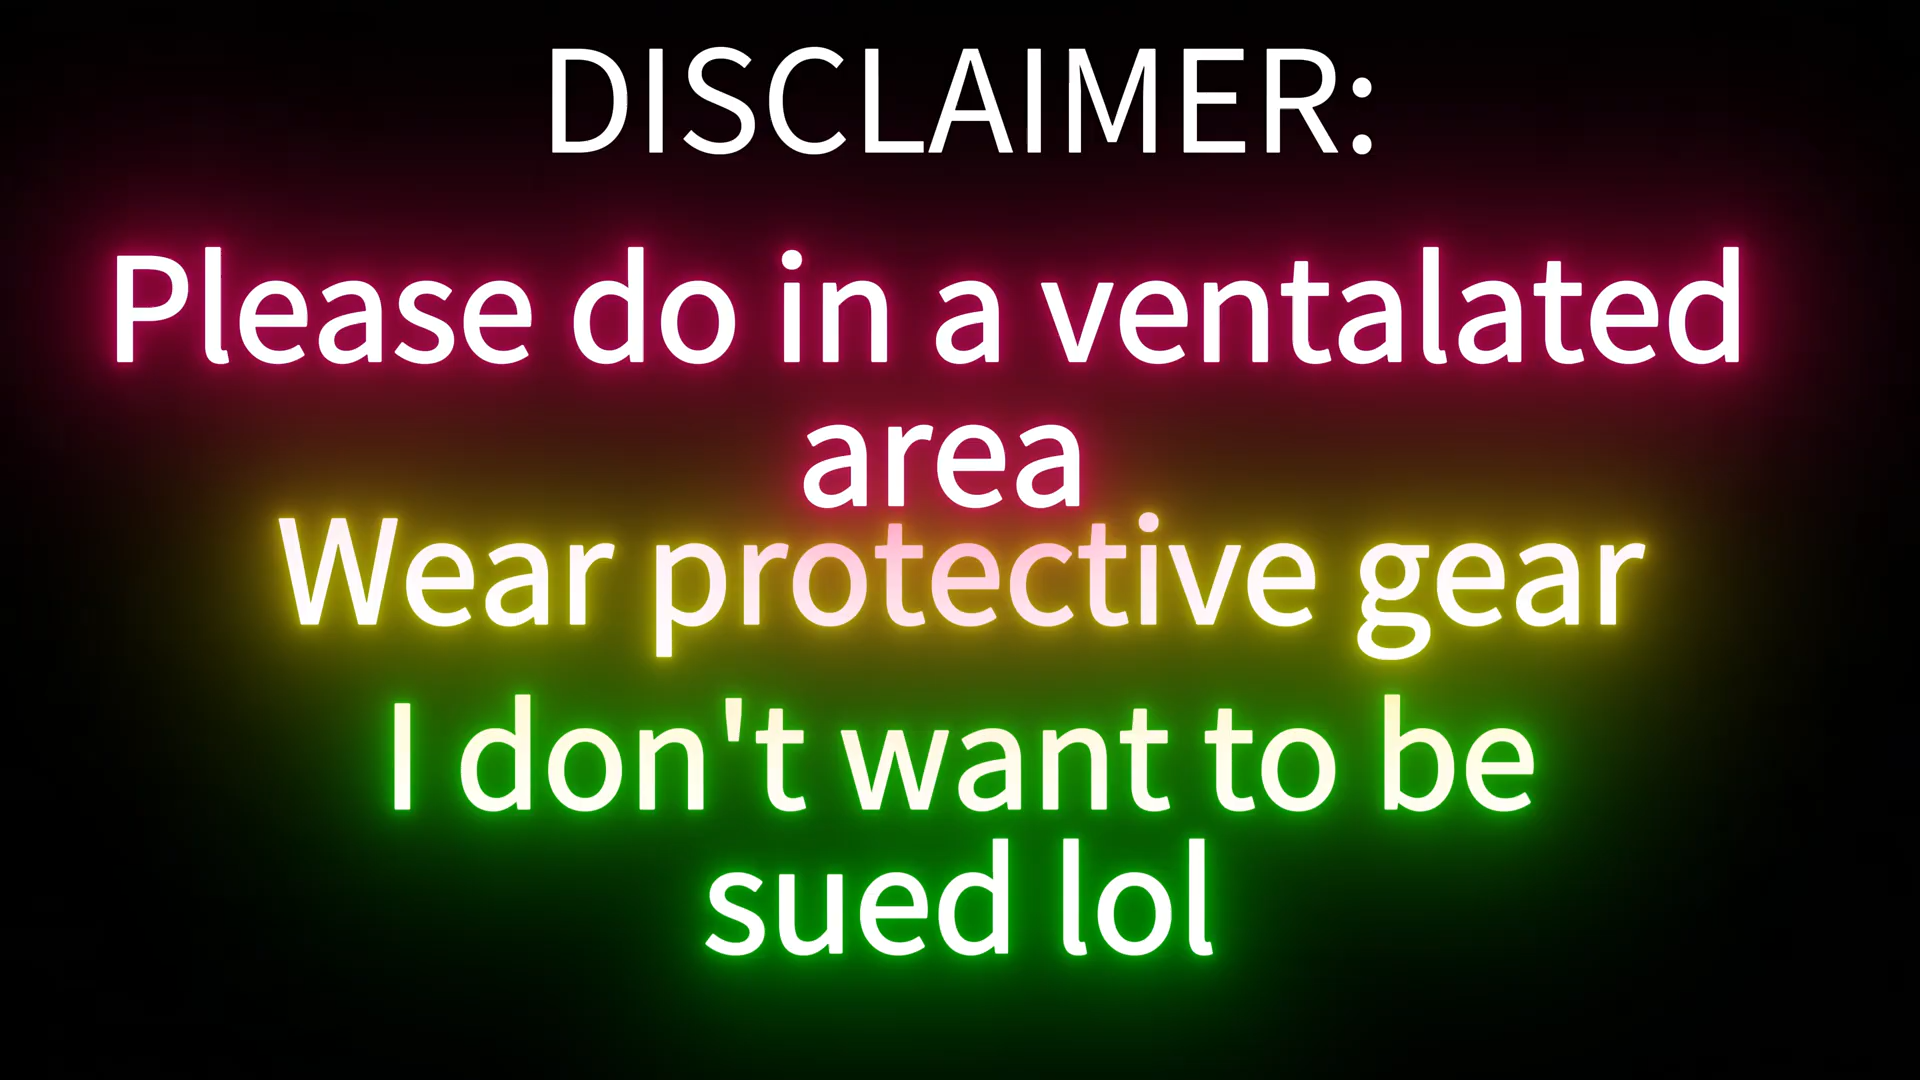 DISCLAIMER:
Please do in a ventalated
area
Wear protective gear
I don't want to be
sued lol